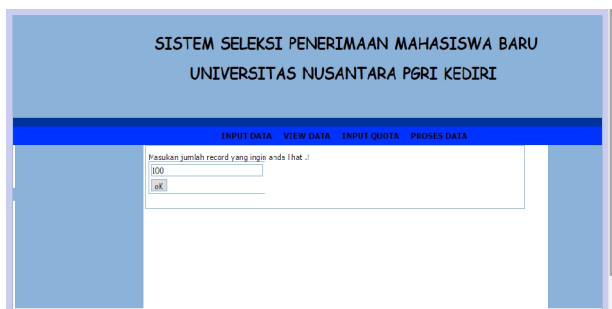 SISTEM SELEKSI PENERIMAAN MAHASISWA BARU
UNIVERSITAS NUSANTARA PGRI KEDIRI
INPUT DATA VIEW DATA INPUT QUOTA PROSES DATA
Masukan jumlah record yang ingin anda lihat .!
100
oK